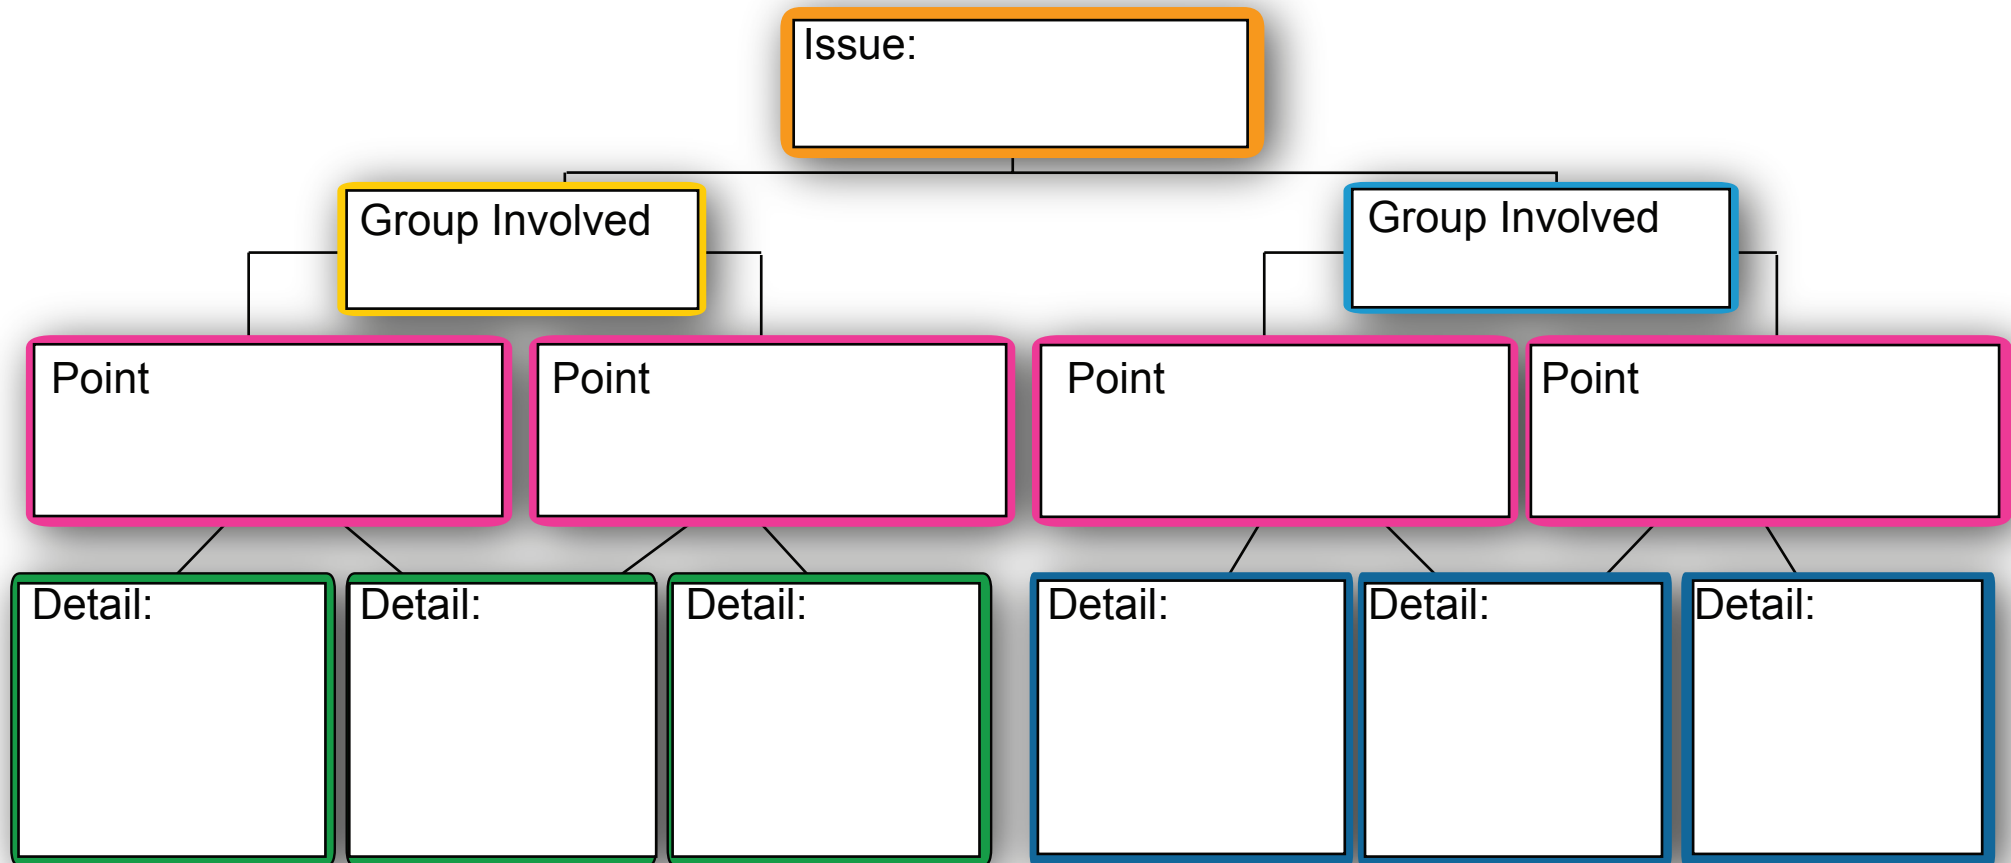 Issue:
Group Involved
Group Involved
Point
Point
Point
Point
Detail:
Detail:
Detail:
Detail:
Detail:
Detail: